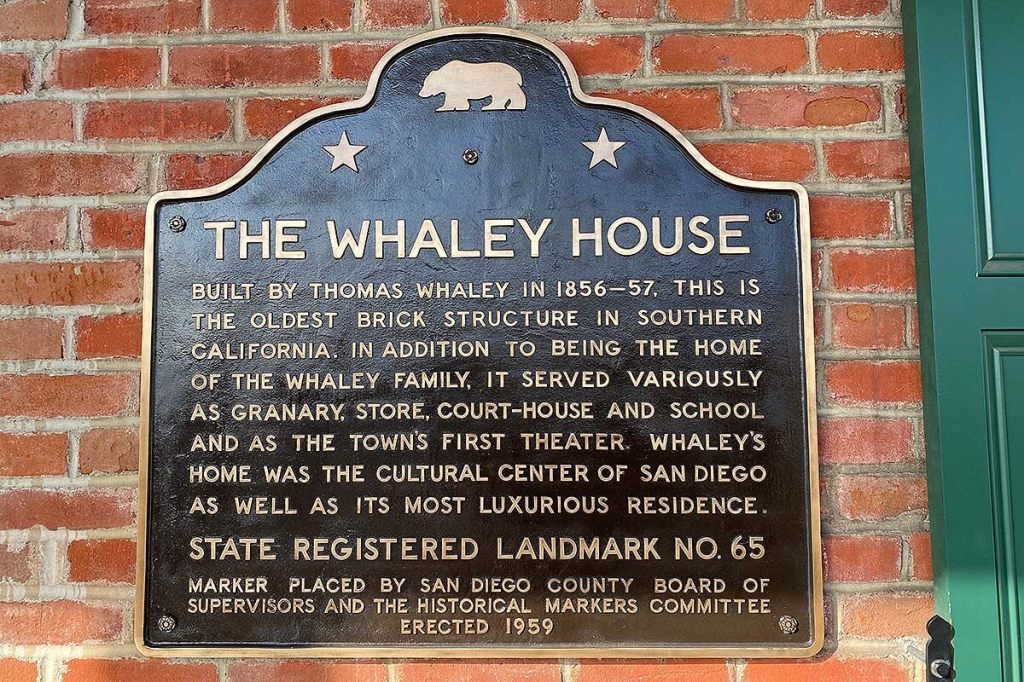 THE WHALEY HOUSE
BUILT BY THOMAS WHALEY IN 1856–57, THIS IS
THE OLDEST BRICK STRUCTURE IN SOUTHERN
CALIFORNIA. IN ADDITION TO BEING THE HOME
OF THE WHALEY FAMILY, IT SERVED VARIOUSLY
AS GRANARY, STORE, COURT-HOUSE AND SCHOOL
AND AS THE TOWN'S FIRST THEATER. WHALEY'S
HOME WAS THE CULTURAL CENTER OF SAN DIEGO
AS WELL AS ITS MOST LUXURIOUS RESIDENCE.
STATE REGISTERED LANDMARK NO. 65
MARKER PLACED BY SAN DIEGO COUNTY BOARD OF
SUPERVISORS AND THE HISTORICAL MARKERS COMMITTEE
ERECTED 1959